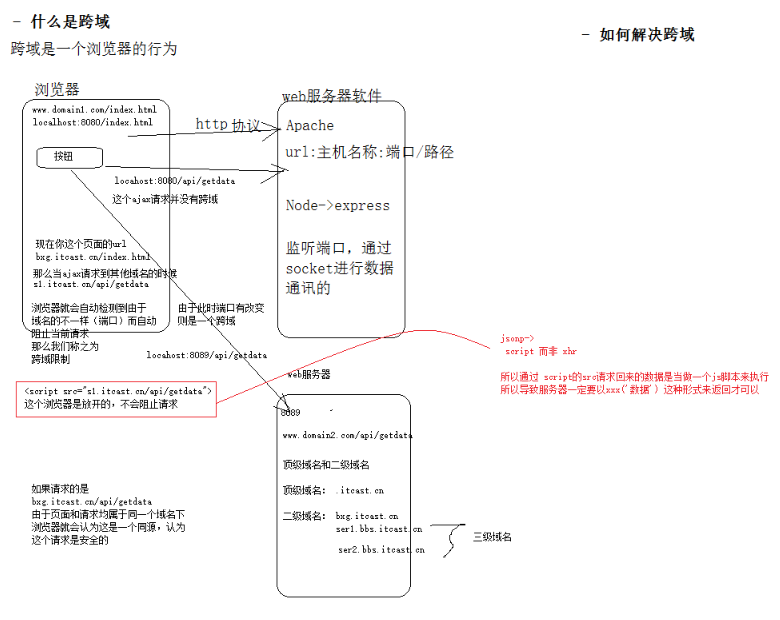 - 什么是跨域
跨域是一个浏览器的行为
- 如何解决跨域
浏览器
www.domain1.com/index.html
localhost:8080/index.html
按钮
http 协议
locahost:8080/api/getdata
这个ajax请求并没有跨域
web服务器软件
Apache
url:主机名称:端口/路径
Node->express
监听端口，通过
socket进行数据
通讯的
现在你这个页面的url
bxg.itcast.cn/index.html
那么当ajax请求到其他域名的时候
s1.itcast.cn/api/getdata
浏览器就会自动检测到由于
域名的不一样（端口）而自动
阻止当前请求
那么我们称之为
跨域限制
由于此时端口有改变
则是一个跨域
locahost:8089/api/getdata
<script src="s1.itcast.cn/api/getdata">
这个浏览器是放开的，不会阻止请求
jsonp->
script 而非 xhr
所以通过 script的src请求回来的数据是当做一个js脚本来执行
所以导致服务器一定要以xxx('数据') 这种形式来返回才可以
web服务器
8089
www.domain2.com/api/getdata
顶级域名和二级域名
顶级域名： .itcast.cn
二级域名： bxg.itcast.cn
ser1.bbs.itcast.cn
ser2.bbs.itcast.cn
三级域名
如果请求的是
bxg.itcast.cn/api/getdata
由于页面和请求均属于同一个域名下
浏览器就会认为这是一个同源，认为
这个请求是安全的